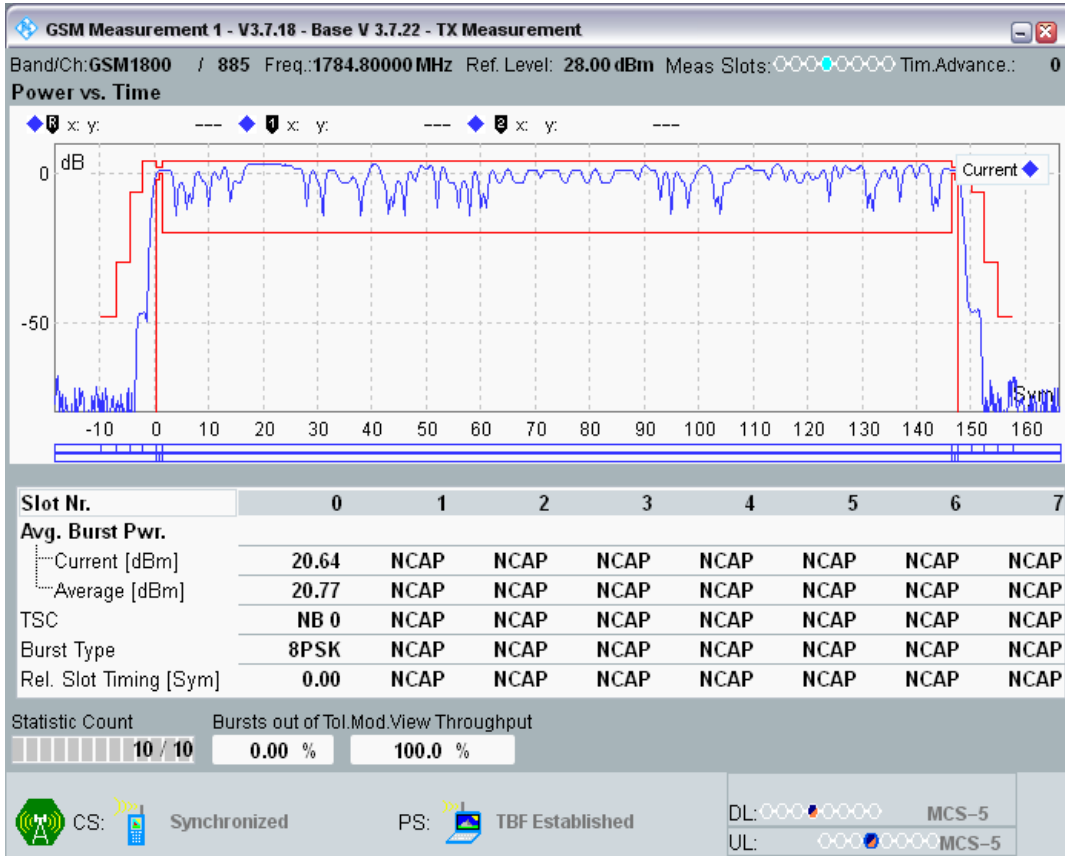 GSM Measurement 1 - V3.7.18 - Base V 3.7.22 - TX Measurement
Band/Ch:GSM1800 / 885 Freq.:1784.80000 MHz Ref. Level: 28.00 dBm Meas Slots: Tim.Advance.: 0
Power vs. Time
R x: y: --- 1 x: y: --- 2 x: y: ---
dB
Current
0
-50
Sym
-10 0 10 20 30 40 50 60 70 80 90 100 110 120 130 140 150 160
Slot Nr. 0 1 2 3 4 5 6 7
Avg. Burst Pwr.
Current [dBm] 20.64 NCAP NCAP NCAP NCAP NCAP NCAP NCAP
Average [dBm] 20.77 NCAP NCAP NCAP NCAP NCAP NCAP NCAP
TSC NB 0 NCAP NCAP NCAP NCAP NCAP NCAP NCAP
Burst Type 8PSK NCAP NCAP NCAP NCAP NCAP NCAP NCAP
Rel. Slot Timing [Sym] 0.00 NCAP NCAP NCAP NCAP NCAP NCAP NCAP
Statistic Count Bursts out of Tol.Mod.View Throughput
10 / 10 0.00 % 100.0 %
CS: Synchronized PS: TBF Established
DL: MCS-5
UL: MCS-5